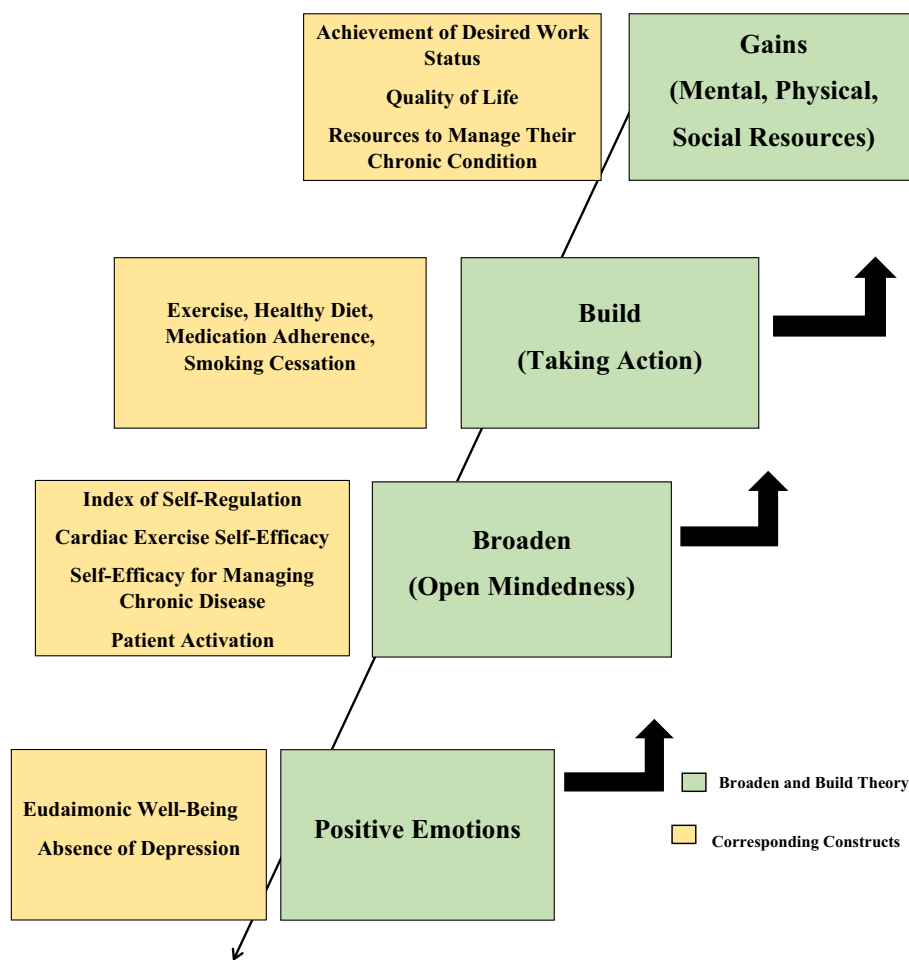 Achievement of Desired Work
Status
Quality of Life
Resources to Manage Their
Chronic Condition
Gains
(Mental, Physical,
Social Resources)
Exercise, Healthy Diet,
Medication Adherence,
Smoking Cessation
Build
(Taking Action)
Index of Self-Regulation
Cardiac Exercise Self-Efficacy
Self-Efficacy for Managing
Chronic Disease
Patient Activation
Broaden
(Open Mindedness)
Eudaimonic Well-Being
Absence of Depression
Positive Emotions
Broaden and Build Theory
Corresponding Constructs